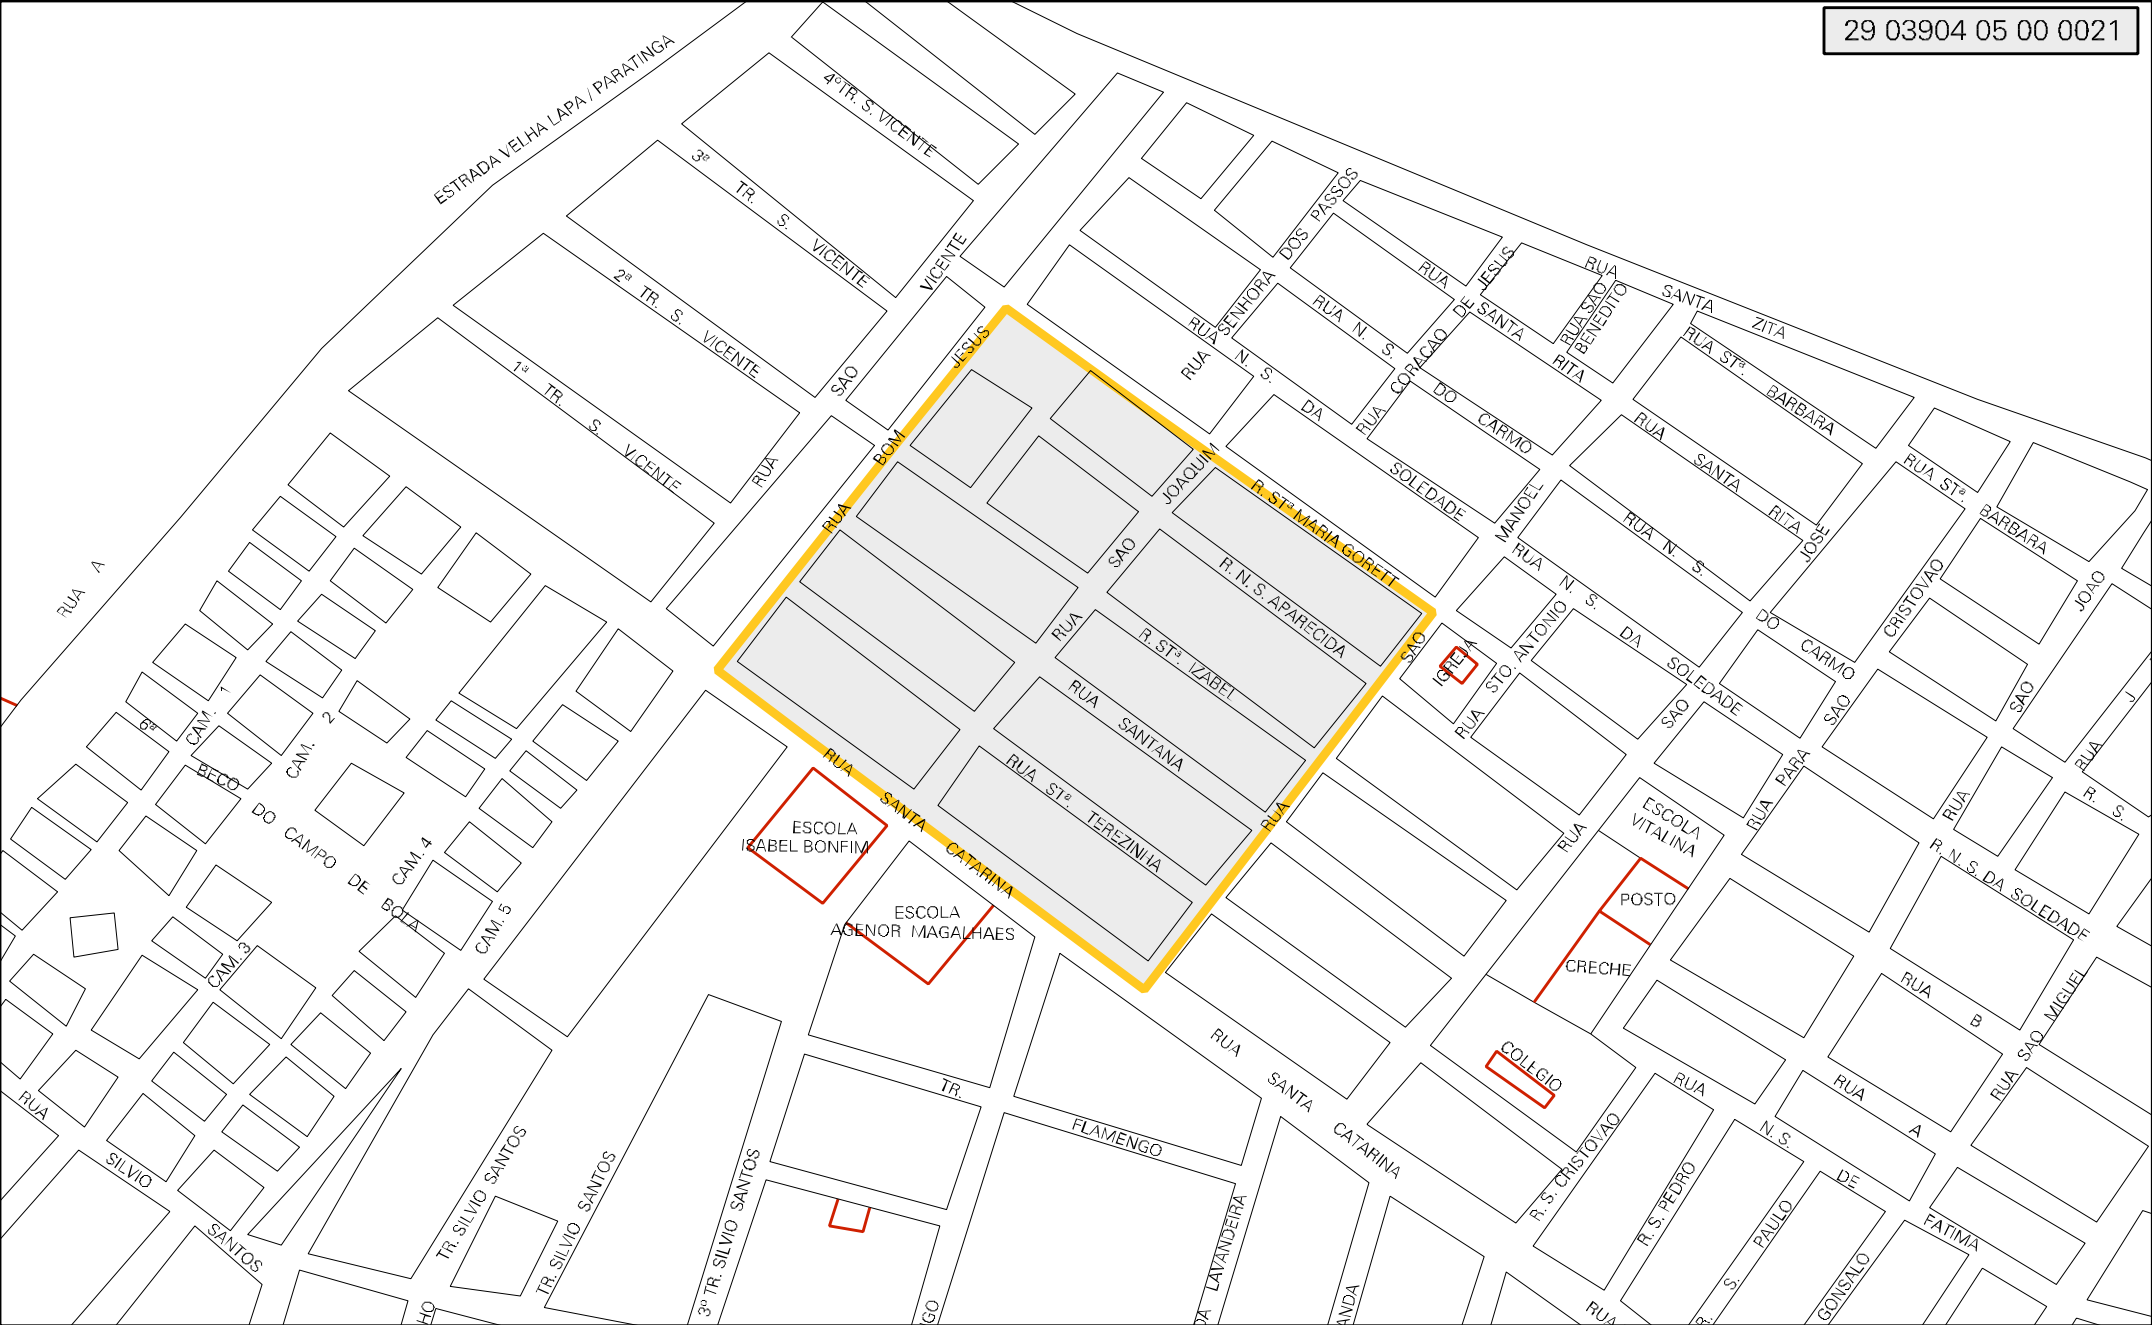 29 03904 05 00 0021
ESTRADA VELHA LAPA / PARATINGA
4º TR. S. VICENTE
3ª TR. S. VICENTE
2ª TR. S. VICENTE
1ª TR. S. VICENTE
RUA SAO VICENTE
RUA BOM JESUS
RUA A
RUA SENHORA DOS PASSOS
RUA CORACAO DE JESUS
RUA SANTA ZITA
RUA SAO
BENEDITO
RUA SANTA RITA
RUA N. S. DO CARMO
RUA STª. BARBARA
RUA N. S. DA SOLEDADE
RUA SAO JOAQUIM
R. STª MARIA GORETT
R. N. S. APARECIDA
R. STª. IZABEL
RUA SANTANA
RUA STª. TEREZINHA
RUA SANTA CATARINA
RUA SAO MANOEL
SAO JOSE
SANTA RITA
RUA STª. BARBARA
RUA N. S. DO CARMO
RUA N. S. DA SOLEDADE
IGREJA
RUA STO. ANTONIO
SAO CRISTOVAO
RUA SAO JOAO
RUA J
R. S.
RUA PARA
RUA
ESCOLA
VITALINA
POSTO
CRECHE
COLEGIO
R. N. S. DA SOLEDADE
RUA B
RUA A
RUA SAO MIGUEL
RUA N. S. DE FATIMA
ESCOLA
ISABEL BONFIM
ESCOLA
AGENOR MAGALHAES
CAM. 1
CAM. 2
6ª BECO DO CAMPO DE BOLA
CAM. 4
CAM. 5
CAM. 3
RUA SILVIO SANTOS
TR. SILVIO SANTOS
TR. SILVIO SANTOS
3º TR. SILVIO SANTOS
TR. FLAMENGO
RUA SANTA CATARINA
LAVANDEIRA
R. S. CRISTOVAO
R. S. PEDRO
S. PAULO
GONSALO
RUA